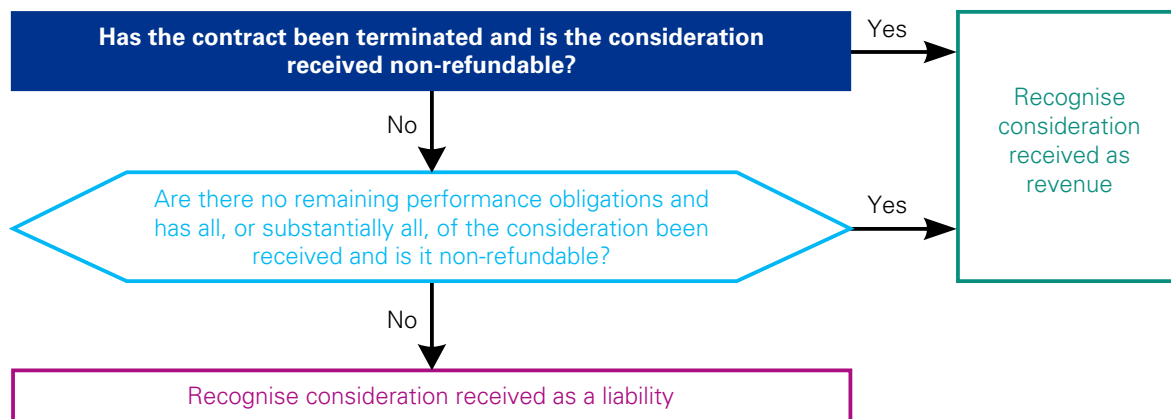 Has the contract been terminated and is the consideration
received non-refundable?
Yes
Recognise
consideration
received as
revenue
No
Are there no remaining performance obligations and
has all, or substantially all, of the consideration been
received and is it non-refundable?
Yes
No
Recognise consideration received as a liability